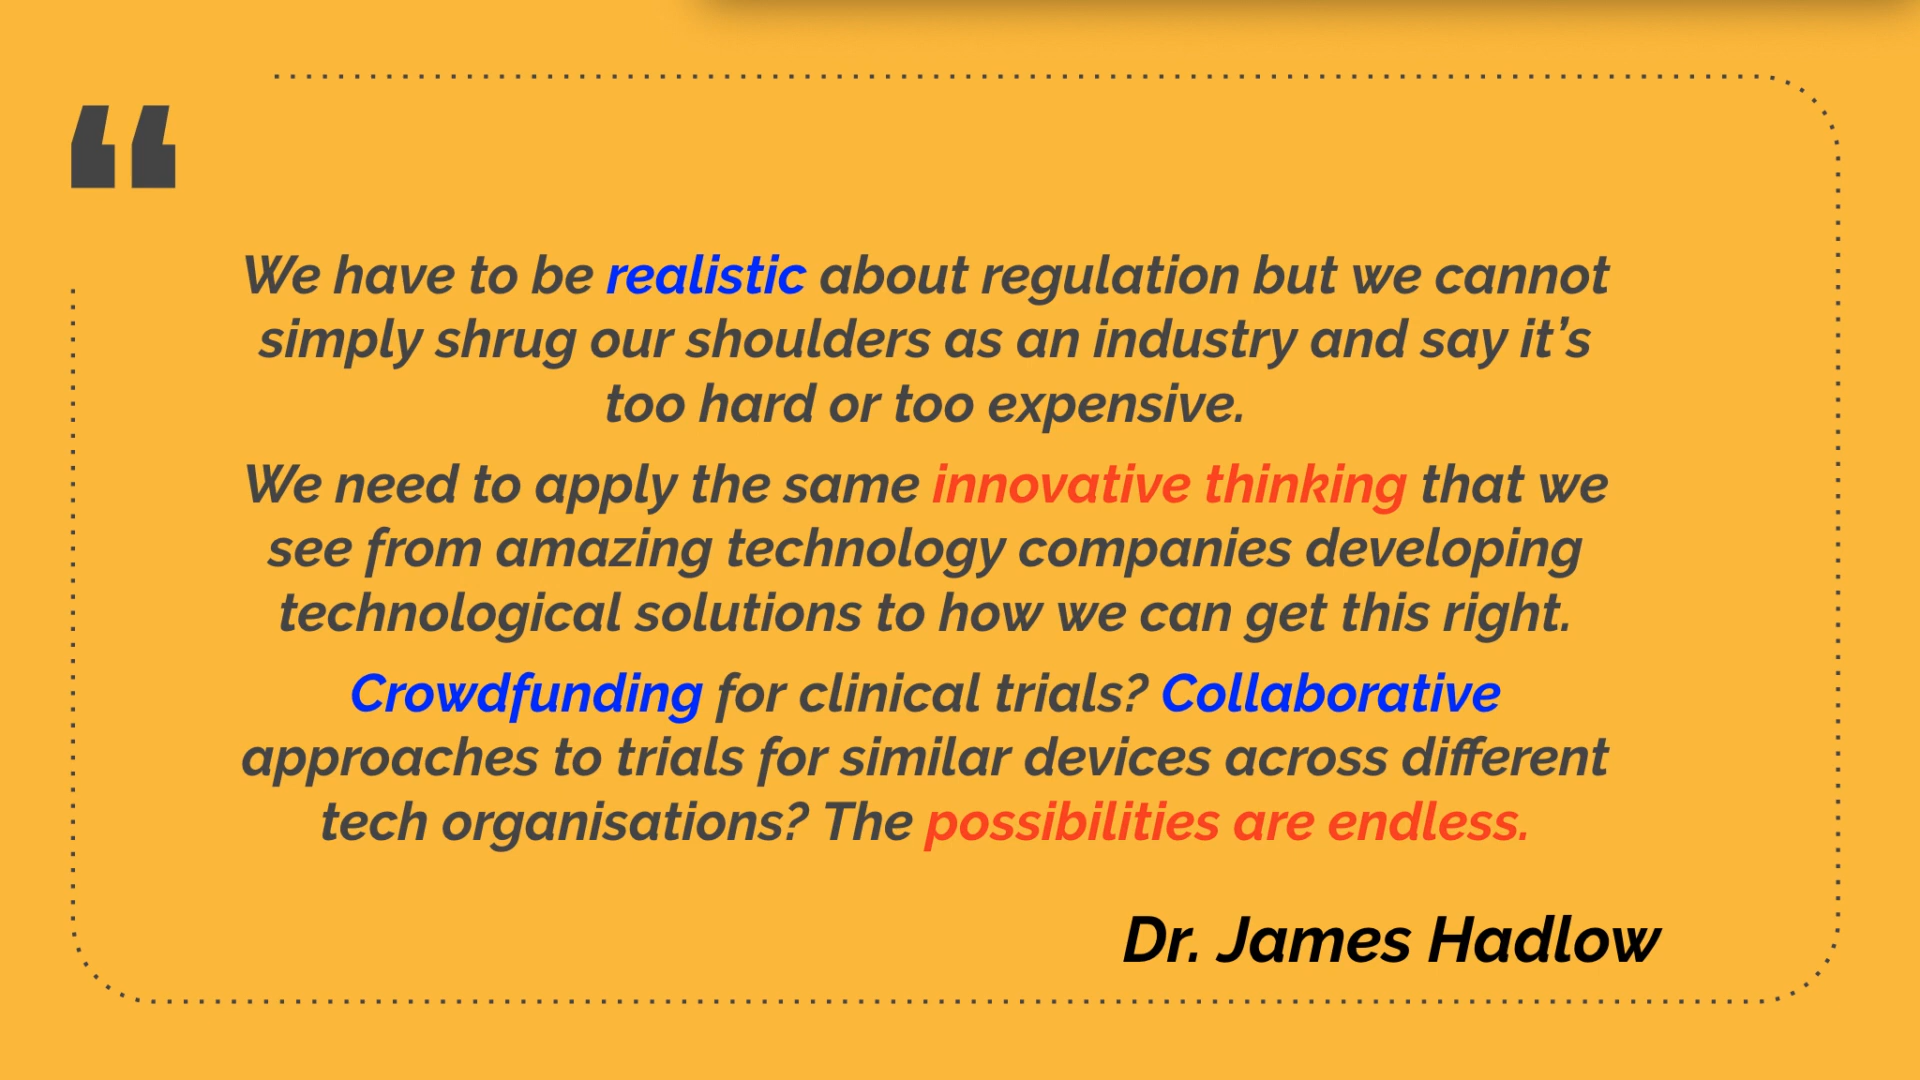 “
We have to be realistic about regulation but we cannot
simply shrug our shoulders as an industry and say it’s
too hard or too expensive.
We need to apply the same innovative thinking that we
see from amazing technology companies developing
technological solutions to how we can get this right.
Crowdfunding for clinical trials? Collaborative
approaches to trials for similar devices across different
tech organisations? The possibilities are endless.
Dr. James Hadlow